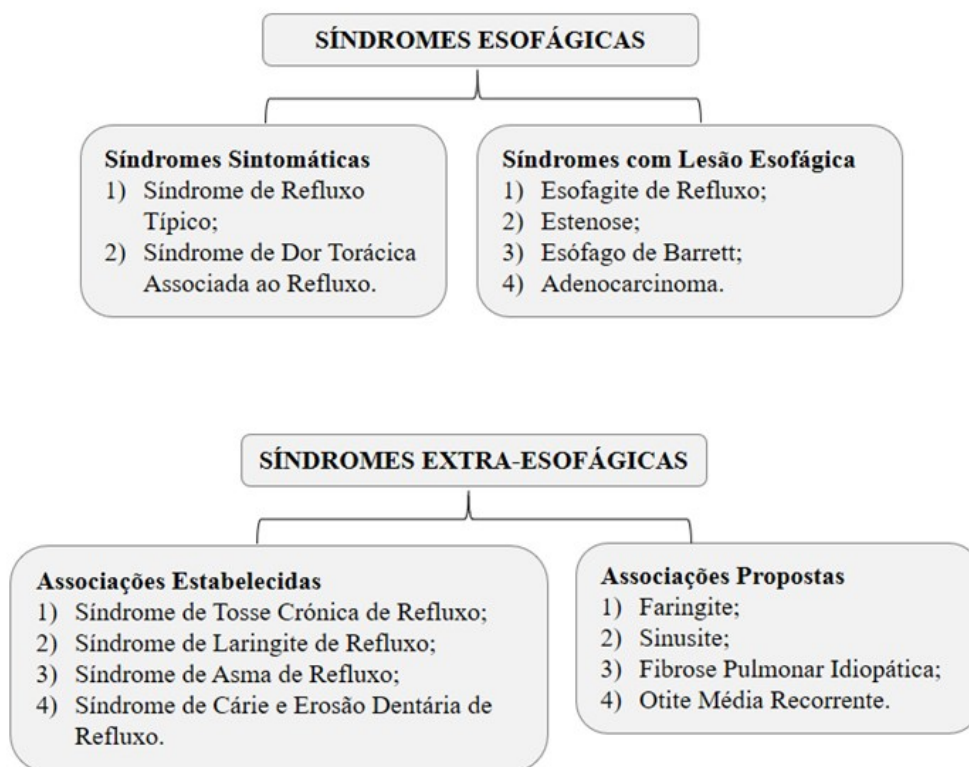 SÍNDROMES ESOFÁGICAS
Síndromes Sintomáticas
1) Síndrome de Refluxo
Típico;
2) Síndrome de Dor Torácica
Associada ao Refluxo.
Síndromes com Lesão Esofágica
1) Esofagite de Refluxo;
2) Estenose;
3) Esófago de Barrett;
4) Adenocarcinoma.
SÍNDROMES EXTRA-ESOFÁGICAS
Associações Estabelecidas
1) Síndrome de Tosse Crónica de Refluxo;
2) Síndrome de Laringite de Refluxo;
3) Síndrome de Asma de Refluxo;
4) Síndrome de Cárie e Erosão Dentária de
Refluxo.
Associações Propostas
1) Faringite;
2) Sinusite;
3) Fibrose Pulmonar Idiopática;
4) Otite Média Recorrente.